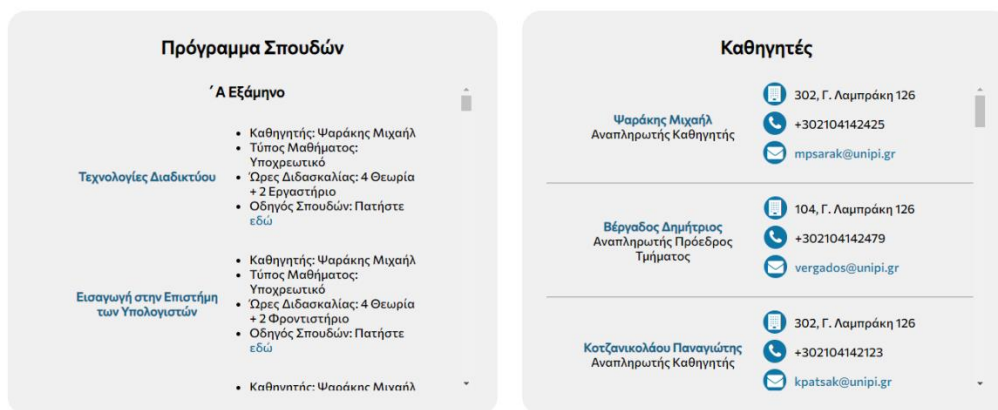 Πρόγραμμα Σπουδών
΄Α Εξάμηνο
Τεχνολογίες Διαδικτύου
• Καθηγητής: Ψαράκης Μιχαήλ
• Τύπος Μαθήματος:
Υποχρεωτικό
• Ώρες Διδασκαλίας: 4 Θεωρία
+ 2 Εργαστήριο
• Οδηγός Σπουδών: Πατήστε
εδώ
Εισαγωγή στην Επιστήμη
των Υπολογιστών
• Καθηγητής: Ψαράκης Μιχαήλ
• Τύπος Μαθήματος:
Υποχρεωτικό
• Ώρες Διδασκαλίας: 4 Θεωρία
+ 2 Φροντιστήριο
• Οδηγός Σπουδών: Πατήστε
εδώ
• Καθηγητής: Ψαράκης Μιχαήλ
Καθηγητές
Ψαράκης Μιχαήλ
Αναπληρωτής Καθηγητής
302, Γ. Λαμπράκη 126
+302104142425
mpsarak@unipi.gr
Βέργαδος Δημήτριος
Αναπληρωτής Πρόεδρος
Τμήματος
104, Γ. Λαμπράκη 126
+302104142479
vergados@unipi.gr
Κοτζανικολάου Παναγιώτης
Αναπληρωτής Καθηγητής
302, Γ. Λαμπράκη 126
+302104142123
kpatsak@unipi.gr